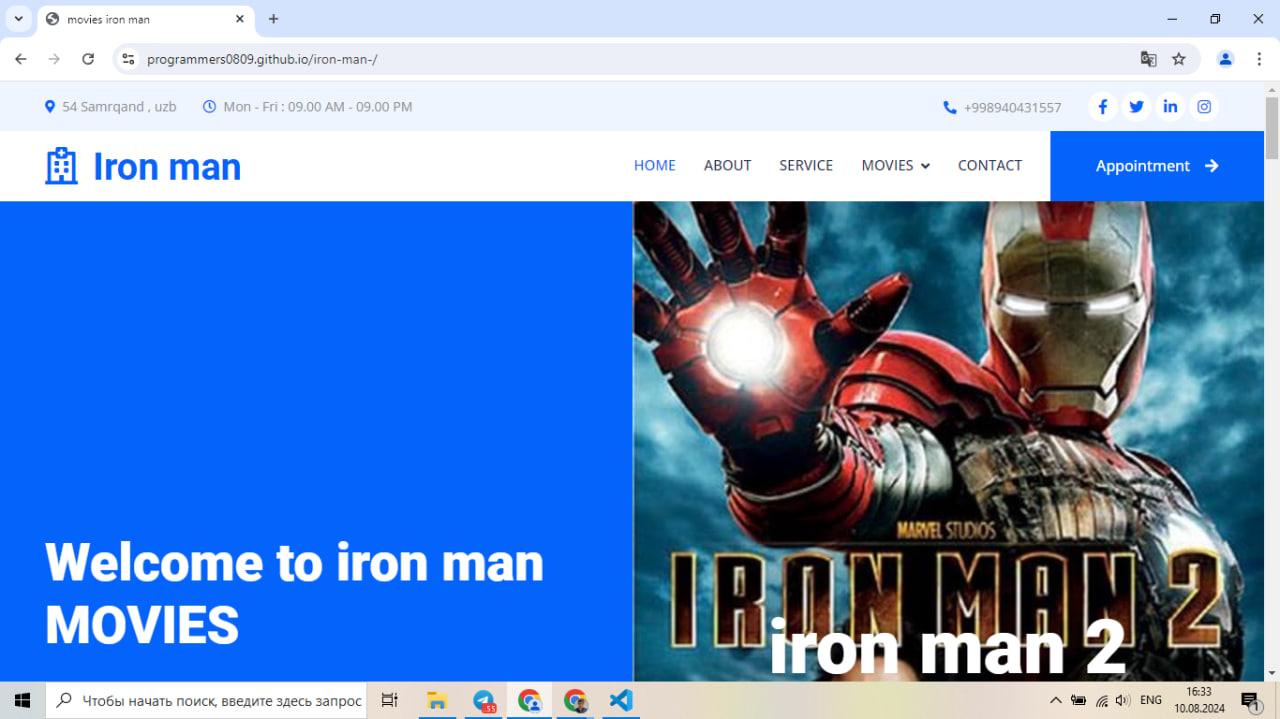 movies iron man
programmers0809.github.io/iron-man-/
54 Samrqand , uzb
Mon - Fri : 09.00 AM - 09.00 PM
+998940431557
Iron man
HOME
ABOUT
SERVICE
MOVIES
CONTACT
Appointment
Welcome to iron man
MOVIES
MARVEL STUDIOS
IRON MAN 2
iron man 2
Чтобы начать поиск, введите здесь запрос
.55
ENG
16:33
10.08.2024
1